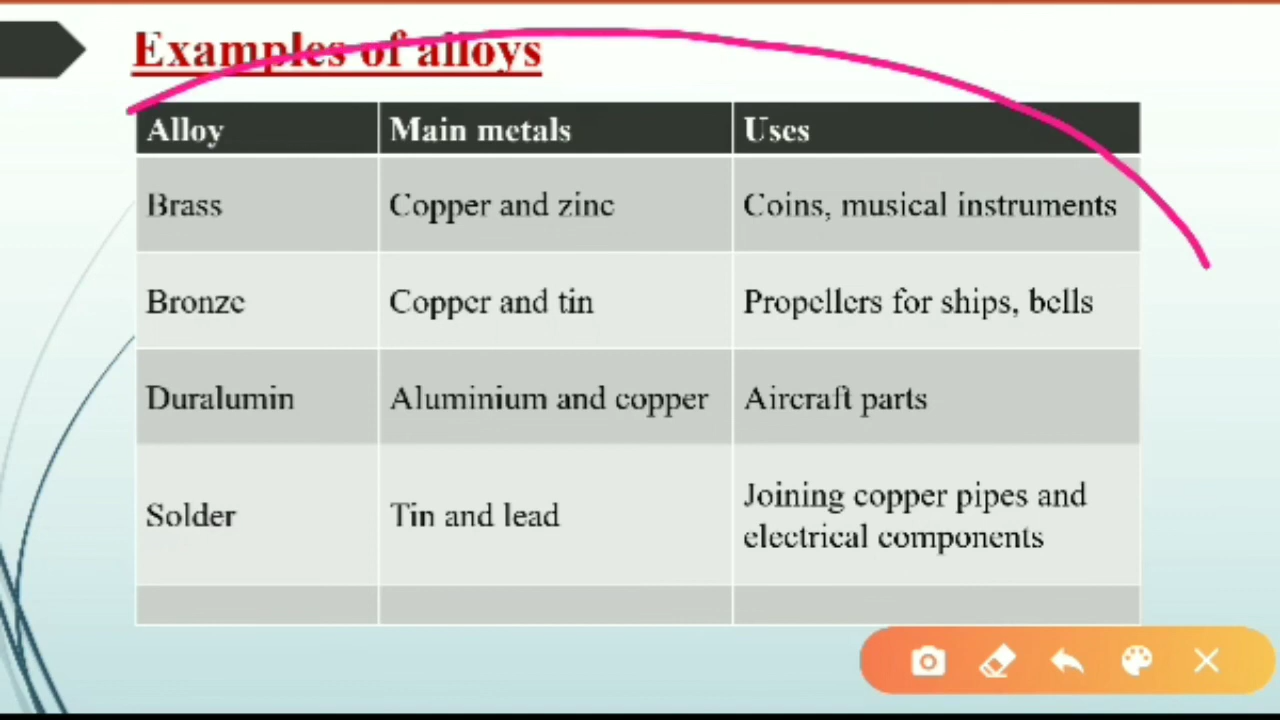 Examples of alloys
Alloy Main metals Uses
Brass Copper and zinc Coins, musical instruments
Bronze Copper and tin Propellers for ships, bells
Duralumin Aluminium and copper Aircraft parts
Solder Tin and lead Joining copper pipes and
electrical components